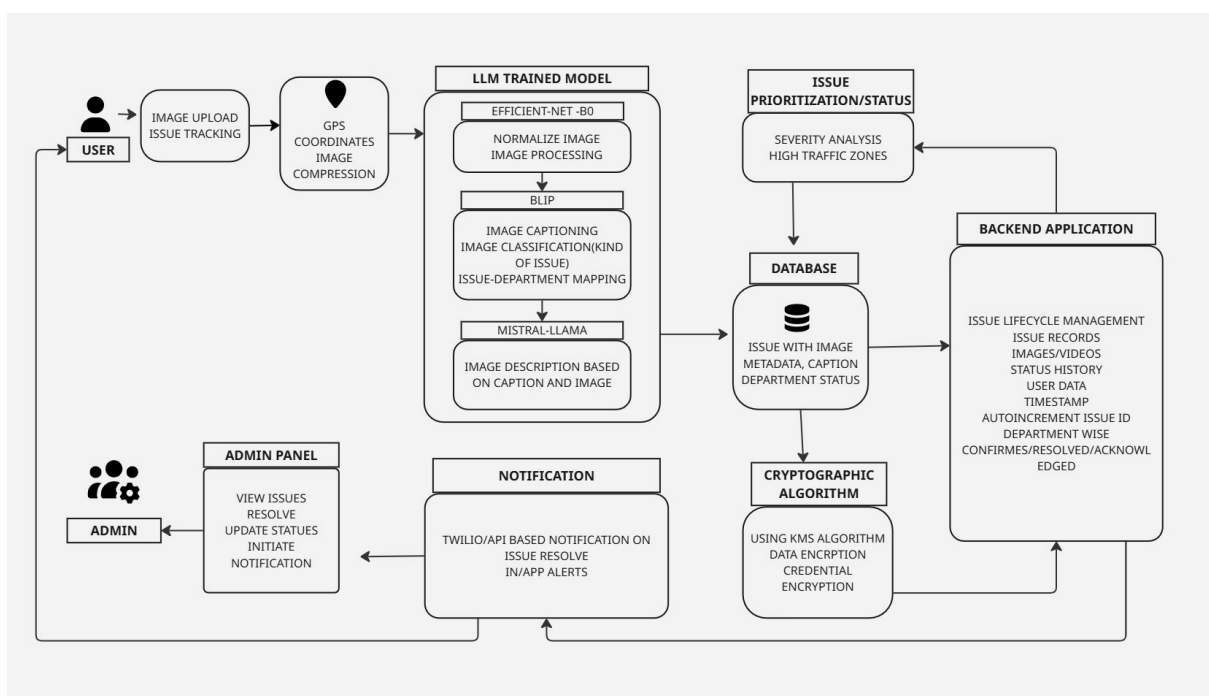 USER
IMAGE UPLOAD
ISSUE TRACKING
GPS
COORDINATES
IMAGE
COMPRESSION
LLM TRAINED MODEL
EFFICIENT-NET -B0
NORMALIZE IMAGE
IMAGE PROCESSING
BLIP
IMAGE CAPTIONING
IMAGE CLASSIFICATION(KIND
OF ISSUE)
ISSUE-DEPARTMENT MAPPING
MISTRAL-LLAMA
IMAGE DESCRIPTION BASED
ON CAPTION AND IMAGE
ISSUE
PRIORITIZATION/STATUS
SEVERITY ANALYSIS
HIGH TRAFFIC ZONES
DATABASE
ISSUE WITH IMAGE
METADATA, CAPTION
DEPARTMENT STATUS
BACKEND APPLICATION
ISSUE LIFECYCLE MANAGEMENT
ISSUE RECORDS
IMAGES/VIDEOS
STATUS HISTORY
USER DATA
TIMESTAMP
AUTOINCREMENT ISSUE ID
DEPARTMENT WISE
CONFIRMES/RESOLVED/ACKNOWL
EDGED
CRYPTOGRAPHIC
ALGORITHM
USING KMS ALGORITHM
DATA ENCRPTION
CREDENTIAL
ENCRYPTION
NOTIFICATION
TWILIO/API BASED NOTIFICATION ON
ISSUE RESOLVE
IN/APP ALERTS
ADMIN PANEL
VIEW ISSUES
RESOLVE
UPDATE STATUES
INITIATE
NOTIFICATION
ADMIN